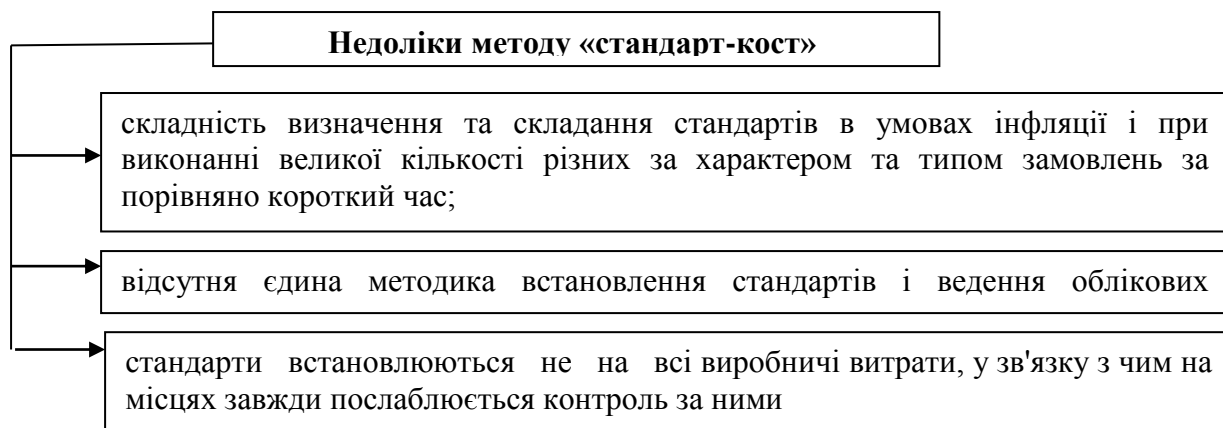 Недоліки методу «стандарт-кост»
складність визначення та складання стандартів в умовах інфляції і при
виконанні великої кількості різних за характером та типом замовлень за
порівняно короткий час;
відсутня єдина методика встановлення стандартів і ведення облікових
стандарти встановлюються не на всі виробничі витрати, у зв'язку з чим на
місцях завжди послаблюється контроль за ними